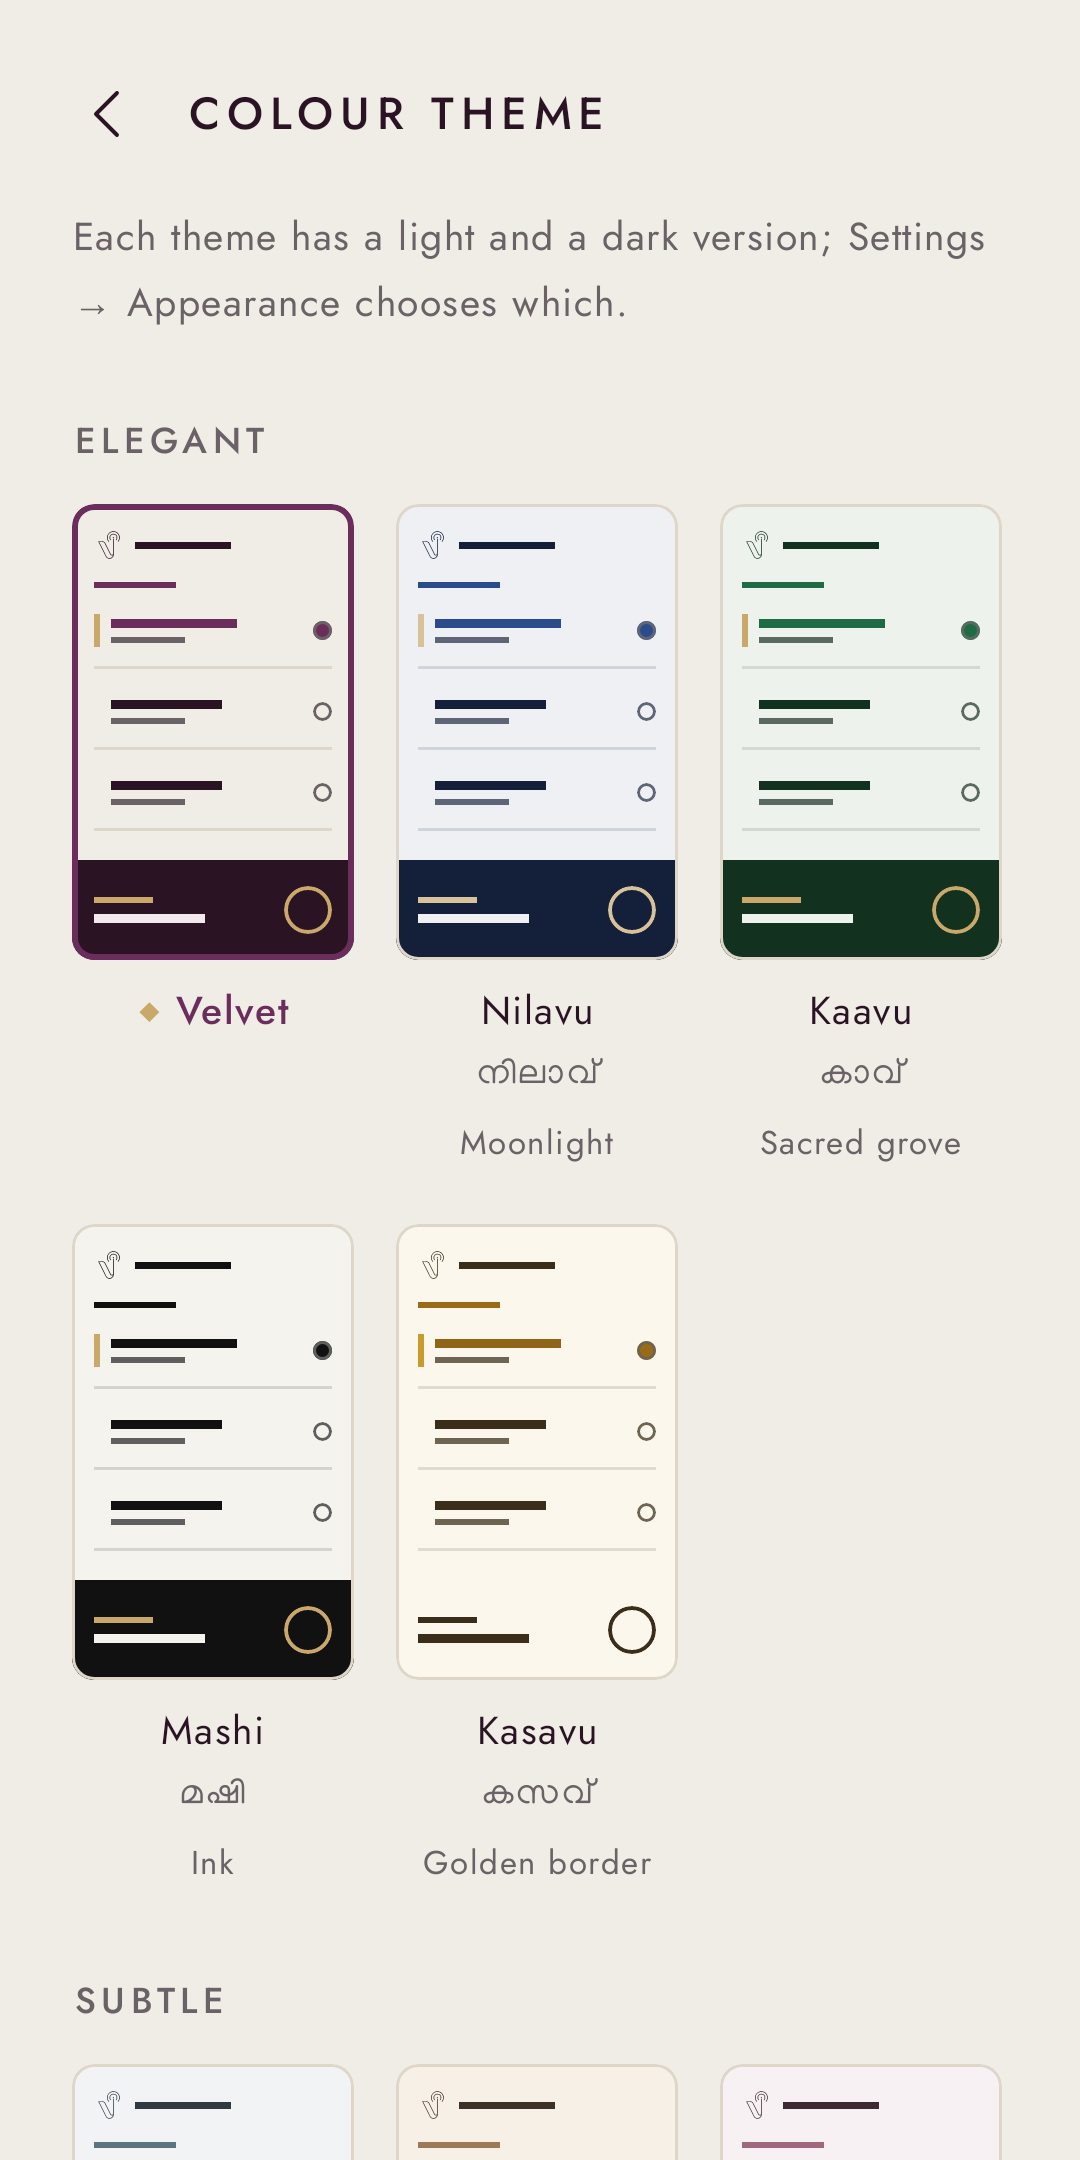 COLOUR THEME
Each theme has a light and a dark version; Settings
→ Appearance chooses which.
ELEGANT
Velvet
Nilavu
നിലാവ്
Moonlight
Kaavu
കാവ്
Sacred grove
Mashi
മഷി
Ink
Kasavu
കസവ്
Golden border
SUBTLE